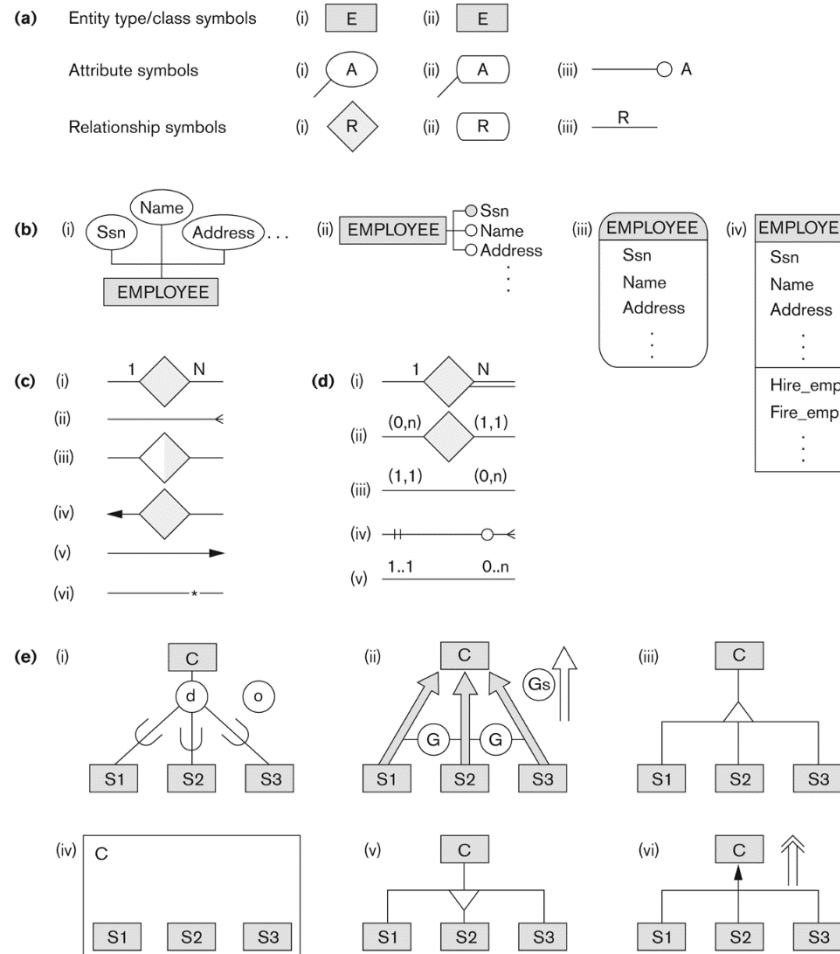 (a) Entity type/class symbols (i) E (ii) E
Attribute symbols (i) A (ii) A (iii) A
Relationship symbols (i) R (ii) R (iii) R
(b) (i) Ssn Name Address . . .
EMPLOYEE
(ii) EMPLOYEE
Ssn
Name
Address
(iii) EMPLOYEE
Ssn
Name
Address
(iv) EMPLOYE
Ssn
Name
Address
Hire_emp
Fire_emp
(c) (i) 1 N
(ii)
(iii)
(iv)
(v)
(vi) *
(d) (i) 1 N
(ii) (0,n) (1,1)
(iii) (1,1) (0,n)
(iv)
(v) 1..1 0..n
(e) (i) C
d o
S1 S2 S3
(ii) C
Gs
G G
S1 S2 S3
(iii) C
S1 S2 S3
(iv) C
S1 S2 S3
(v) C
S1 S2 S3
(vi) C
S1 S2 S3